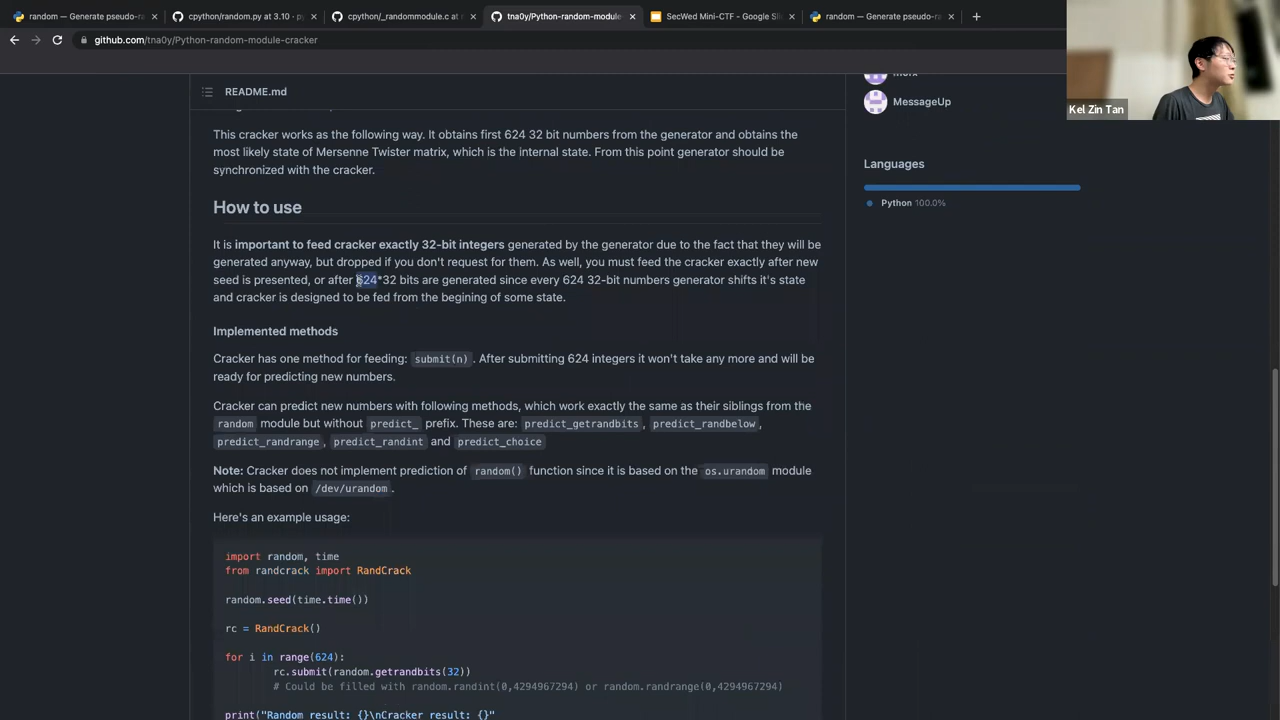 random — Generate pseudo-ra
cpython/random.py at 3.10 · p
cpython/_randommodule.c at m
tna0y/Python-random-module
SecWed Mini-CTF - Google Sli
random — Generate pseudo-ra
github.com/tna0y/Python-random-module-cracker
Kel Zin Tan
README.md
MessageUp
This cracker works as the following way. It obtains first 624 32 bit numbers from the generator and obtains the
most likely state of Mersenne Twister matrix, which is the internal state. From this point generator should be
synchronized with the cracker.
Languages
Python 100.0%
How to use
It is important to feed cracker exactly 32-bit integers generated by the generator due to the fact that they will be
generated anyway, but dropped if you don't request for them. As well, you must feed the cracker exactly after new
seed is presented, or after 624*32 bits are generated since every 624 32-bit numbers generator shifts it's state
and cracker is designed to be fed from the begining of some state.
Implemented methods
Cracker has one method for feeding: submit(n) . After submitting 624 integers it won't take any more and will be
ready for predicting new numbers.
Cracker can predict new numbers with following methods, which work exactly the same as their siblings from the
random module but without predict_ prefix. These are: predict_getrandbits , predict_randbelow ,
predict_randrange , predict_randint and predict_choice
Note: Cracker does not implement prediction of random() function since it is based on the os.urandom module
which is based on /dev/urandom .
Here's an example usage:
import random, time
from randcrack import RandCrack
random.seed(time.time())
rc = RandCrack()
for i in range(624):
rc.submit(random.getrandbits(32))
# Could be filled with random.randint(0,4294967294) or random.randrange(0,4294967294)
print("Random result: {}\nCracker result: {}"